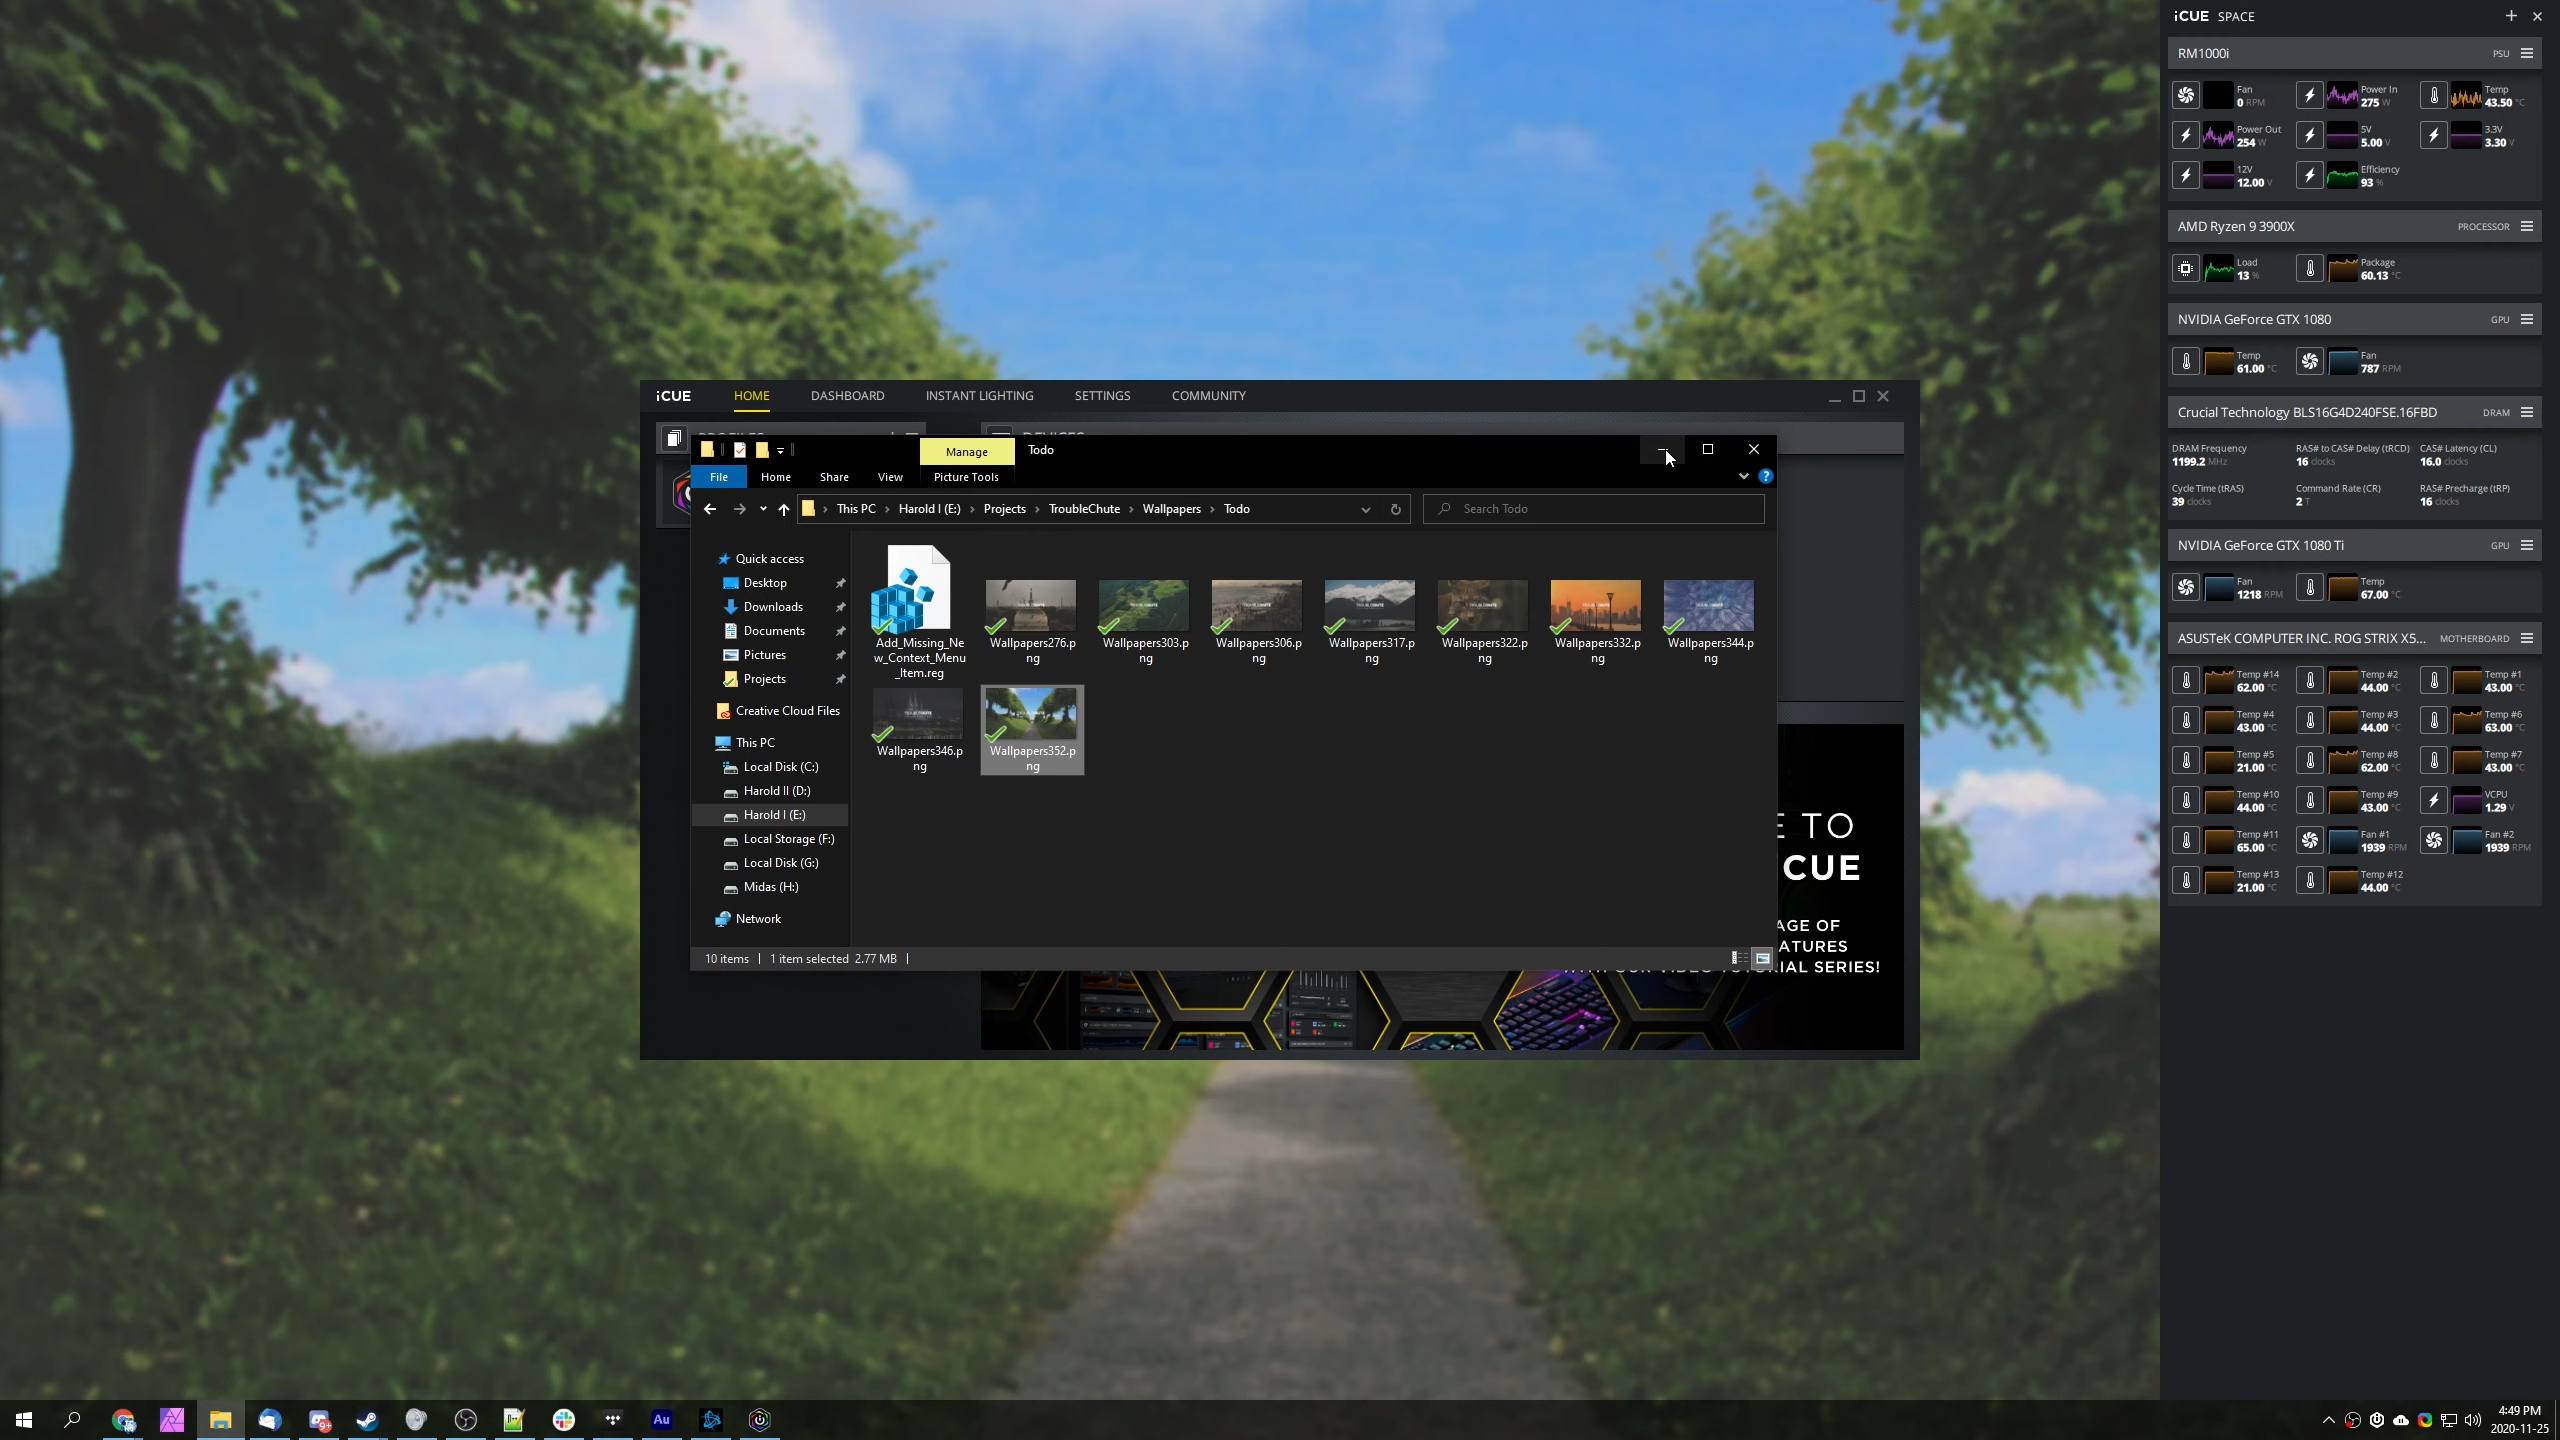 iCUE HOME DASHBOARD INSTANT LIGHTING SETTINGS COMMUNITY
Manage Todo
File Home Share View Picture Tools
This PC Harold I (E:) Projects TroubleChute Wallpapers Todo Search Todo
Quick access
Desktop
Downloads
Documents
Pictures
Projects
Creative Cloud Files
This PC
Local Disk (C:)
Harold II (D:)
Harold I (E:)
Local Storage (F:)
Local Disk (G:)
Midas (H:)
Network
Add_Missing_Ne
w_Context_Menu
_Item.reg
Wallpapers276.p
ng
Wallpapers303.p
ng
Wallpapers306.p
ng
Wallpapers317.p
ng
Wallpapers322.p
ng
Wallpapers332.p
ng
Wallpapers344.p
ng
Wallpapers346.p
ng
Wallpapers352.p
ng
10 items 1 item selected 2.77 MB
E TO
CUE
AGE OF
ATURES
IAL SERIES!
iCUE SPACE
RM1000i PSU
Fan
0 RPM
Power In
275 W
Temp
43.50 °C
Power Out
254 W
5V
5.00 V
3.3V
3.30 V
12V
12.00 V
Efficiency
93 %
AMD Ryzen 9 3900X PROCESSOR
Load
13 %
Package
60.13 °C
NVIDIA GeForce GTX 1080 GPU
Temp
61.00 °C
Fan
787 RPM
Crucial Technology BLS16G4D240FSE.16FBD DRAM
DRAM Frequency
1199.2 MHz
RAS# to CAS# Delay (tRCD)
16 clocks
CAS# Latency (CL)
16.0 clocks
Cycle Time (tRAS)
39 clocks
Command Rate (CR)
2 T
RAS# Precharge (tRP)
16 clocks
NVIDIA GeForce GTX 1080 Ti GPU
Fan
1218 RPM
Temp
67.00 °C
ASUSTeK COMPUTER INC. ROG STRIX X5... MOTHERBOARD
Temp #14
62.00 °C
Temp #2
44.00 °C
Temp #1
43.00 °C
Temp #4
43.00 °C
Temp #3
44.00 °C
Temp #6
63.00 °C
Temp #5
21.00 °C
Temp #8
62.00 °C
Temp #7
43.00 °C
Temp #10
44.00 °C
Temp #9
43.00 °C
VCPU
1.29 V
Temp #11
65.00 °C
Fan #1
1939 RPM
Fan #2
1939 RPM
Temp #13
21.00 °C
Temp #12
44.00 °C
Au
4:49 PM
2020-11-25